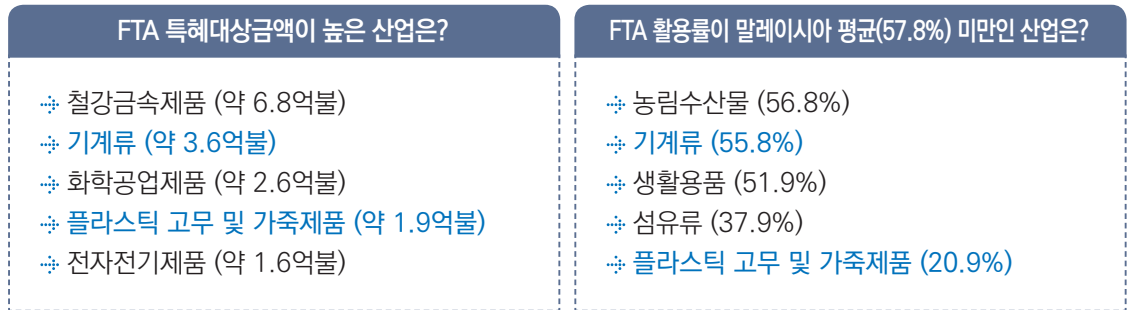 FTA 특혜대상금액이 높은 산업은?
철강금속제품 (약 6.8억불)
기계류 (약 3.6억불)
화학공업제품 (약 2.6억불)
플라스틱 고무 및 가죽제품 (약 1.9억불)
전자전기제품 (약 1.6억불)
FTA 활용률이 말레이시아 평균(57.8%) 미만인 산업은?
농림수산물 (56.8%)
기계류 (55.8%)
생활용품 (51.9%)
섬유류 (37.9%)
플라스틱 고무 및 가죽제품 (20.9%)